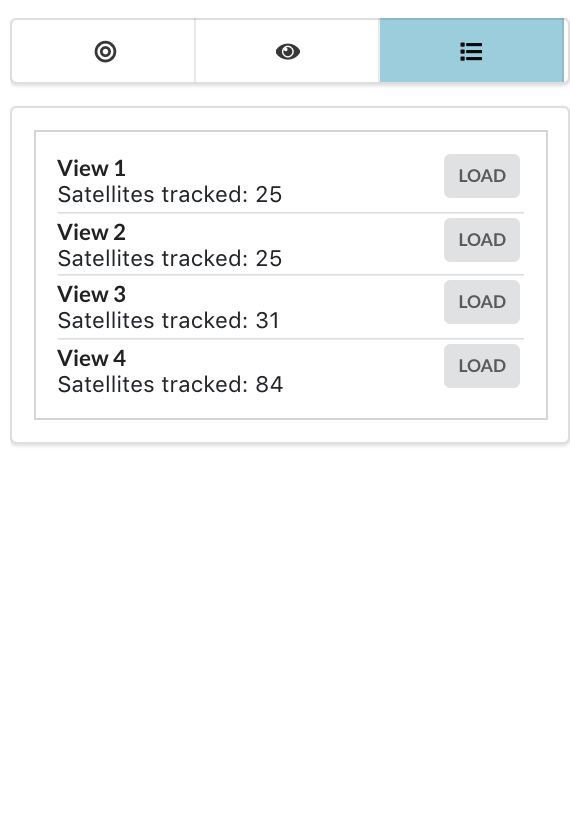 View 1
LOAD
Satellites tracked: 25
View 2
LOAD
Satellites tracked: 25
View 3
LOAD
Satellites tracked: 31
View 4
LOAD
Satellites tracked: 84